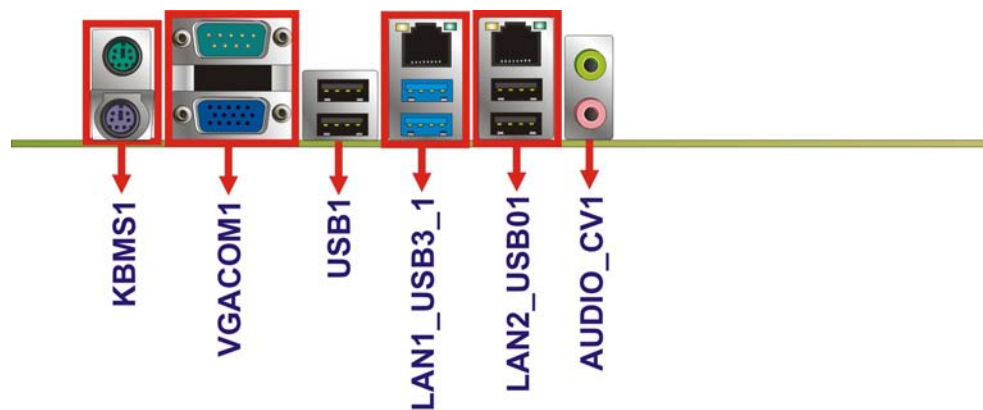 KBMS1
VGACOM1
USB1
LAN1_USB3_1
LAN2_USB01
AUDIO_CV1